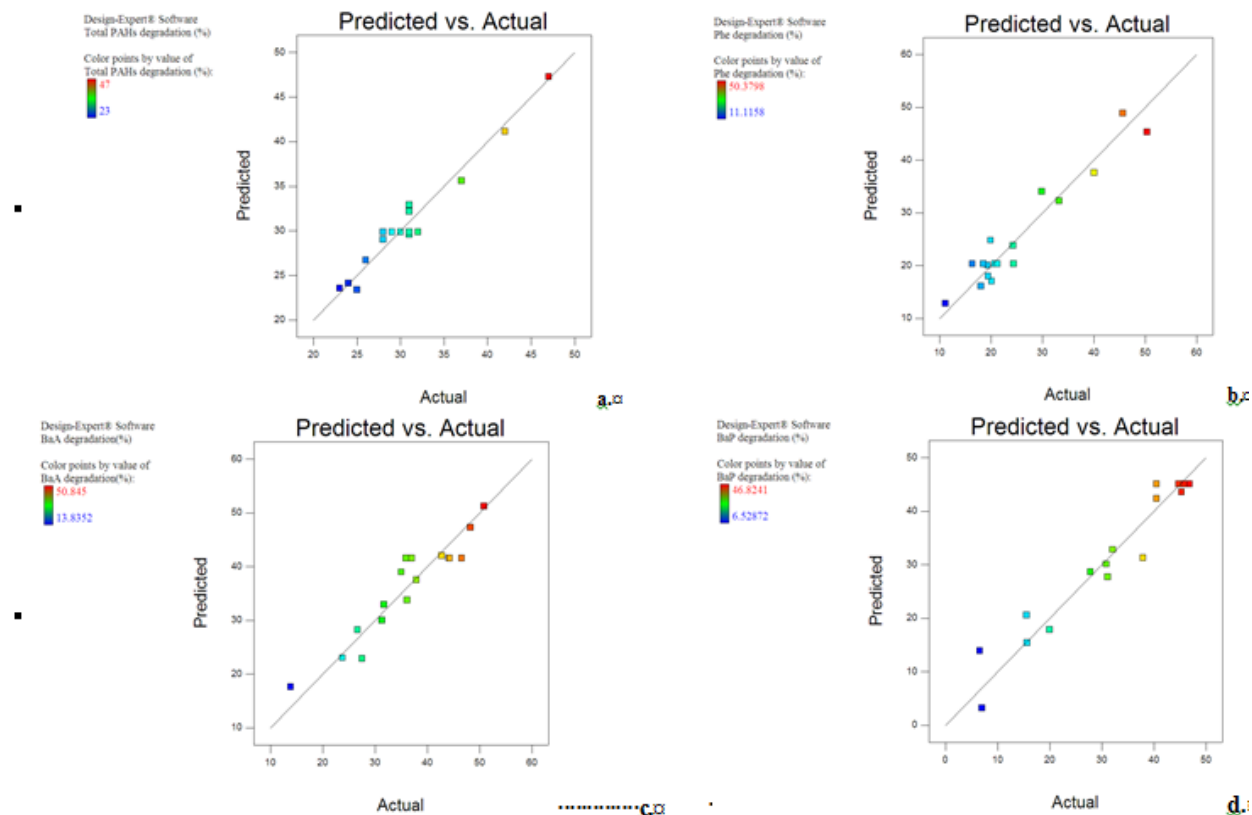 Design-Expert® Software
Total PAHs degradation (%)
Color points by value of
Total PAHs degradation (%):
47
23
Predicted vs. Actual
50
45
40
35
30
25
20
Predicted
20 25 30 35 40 45 50
Actual
a.¤
Design-Expert® Software
Phe degradation (%)
Color points by value of
Phe degradation (%):
50.3798
11.1158
Predicted vs. Actual
60
50
40
30
20
10
Predicted
10 20 30 40 50 60
Actual
b.¤
Design-Expert® Software
BaA degradation(%)
Color points by value of
BaA degradation(%):
50.845
13.8352
Predicted vs. Actual
60
50
40
30
20
10
Predicted
10 20 30 40 50 60
Actual
c.¤
Design-Expert® Software
BaP degradation (%)
Color points by value of
BaP degradation (%):
46.8241
6.52872
Predicted vs. Actual
50
40
30
20
10
0
Predicted
0 10 20 30 40 50
Actual
d.